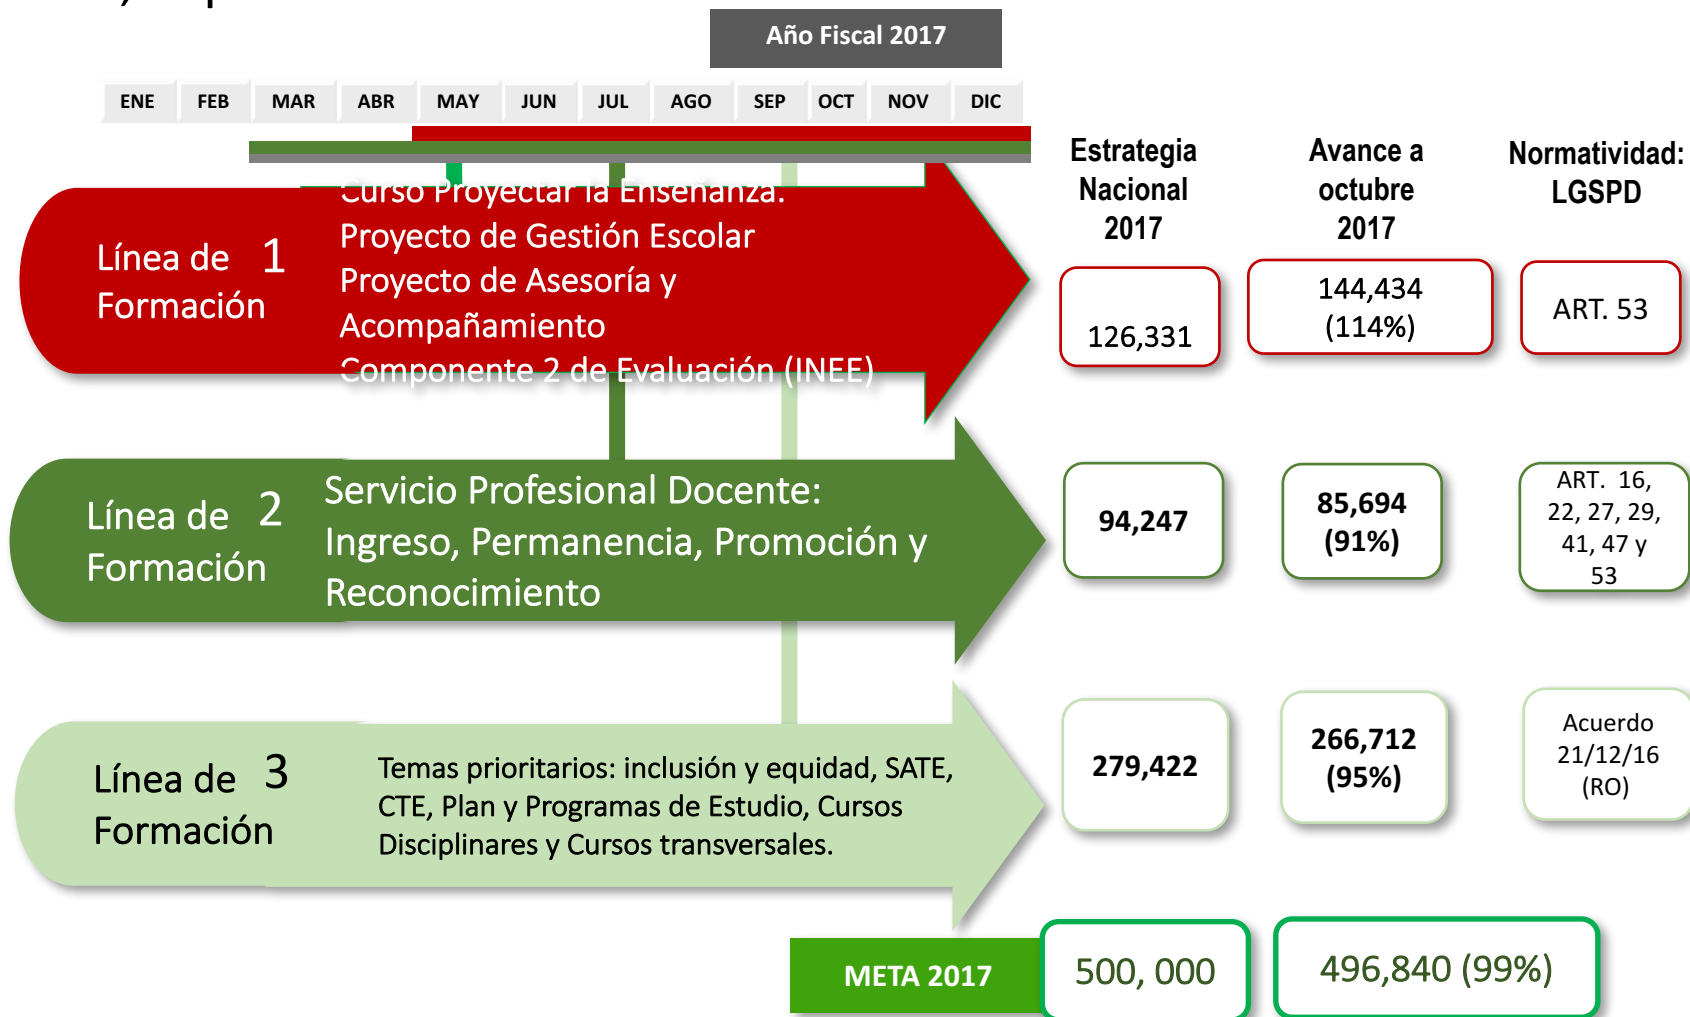 Año Fiscal 2017
ENE FEB MAR ABR MAY JUN JUL AGO SEP OCT NOV DIC
Estrategia
Nacional
2017
Avance a
octubre
2017
Normatividad:
LGSPD
Línea de 1
Formación
Curso Proyectar la Enseñanza.
Proyecto de Gestión Escolar
Proyecto de Asesoría y
Acompañamiento
Componente 2 de Evaluación (INEE)
126,331
144,434
(114%)
ART. 53
Línea de 2
Formación
Servicio Profesional Docente:
Ingreso, Permanencia, Promoción y
Reconocimiento
94,247
85,694
(91%)
ART. 16,
22, 27, 29,
41, 47 y
53
Línea de 3
Formación
Temas prioritarios: inclusión y equidad, SATE,
CTE, Plan y Programas de Estudio, Cursos
Disciplinares y Cursos transversales.
279,422
266,712
(95%)
Acuerdo
21/12/16
(RO)
META 2017
500, 000
496,840 (99%)